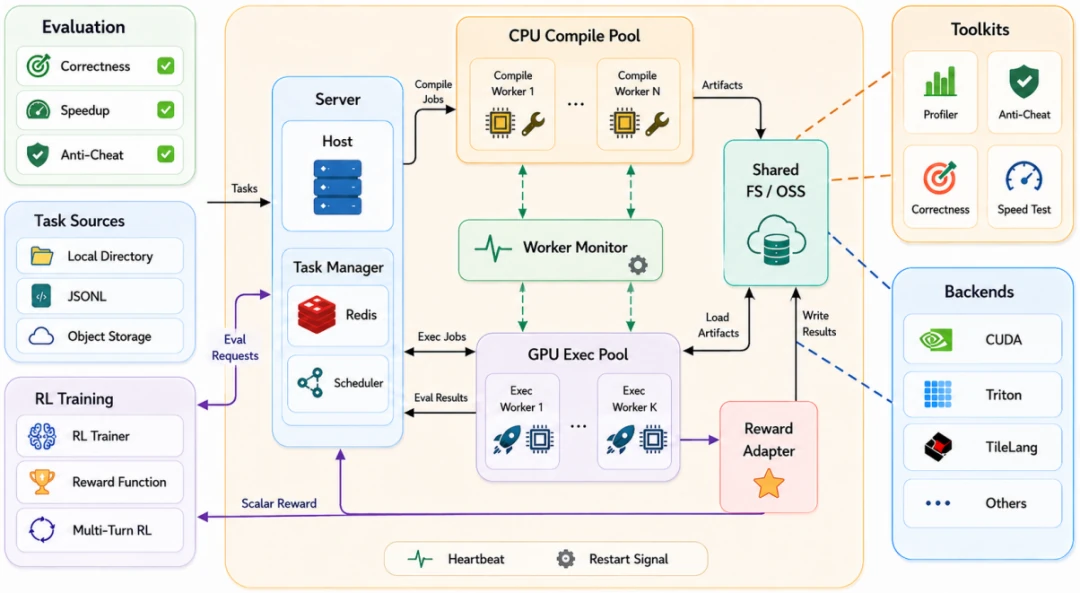 Evaluation
Correctness
Speedup
Anti-Cheat
Task Sources
Local Directory
</>
JSONL
Object Storage
RL Training
RL Trainer
Reward Function
Multi-Turn RL
Tasks
Eval
Requests
Scalar Reward
Server
Host
Task Manager
Redis
Scheduler
Compile
Jobs
CPU Compile Pool
Compile
Worker 1
...
Compile
Worker N
Artifacts
Worker Monitor
Exec Jobs
Eval Results
GPU Exec Pool
Exec
Worker 1
...
Exec
Worker K
Load
Artifacts
Write
Results
Shared
FS / OSS
Reward
Adapter
Heartbeat
Restart Signal
Toolkits
Profiler
Anti-Cheat
Correctness
Speed Test
Backends
CUDA
Triton
TileLang
Others